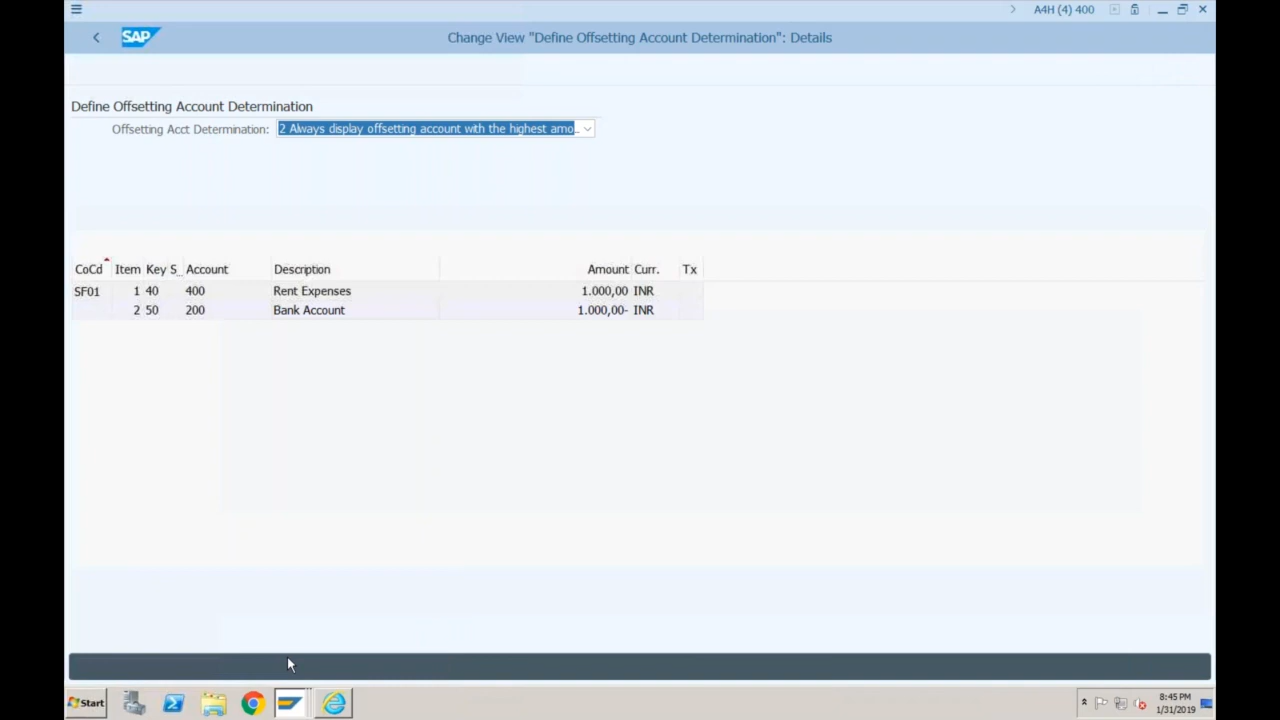 A4H (4) 400
SAP
Change View "Define Offsetting Account Determination": Details
Define Offsetting Account Determination
Offsetting Acct Determination: 2 Always display offsetting account with the highest amo..
CoCd Item Key S.. Account Description Amount Curr. Tx
SF01 1 40 400 Rent Expenses 1.000,00 INR
2 50 200 Bank Account 1.000,00- INR
Start
8:45 PM
1/31/2019